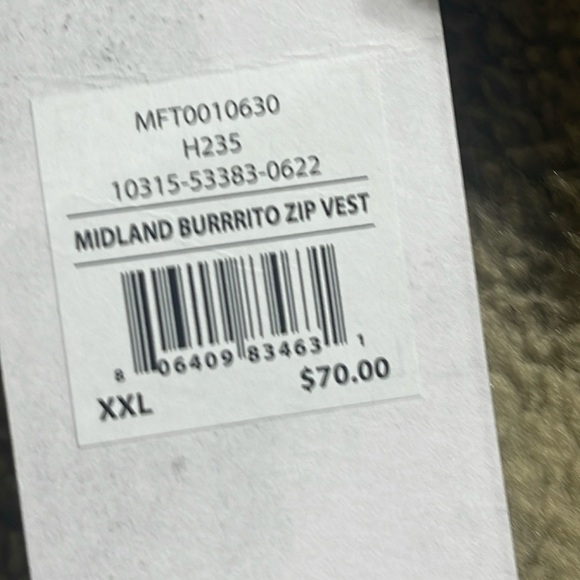 MFT0010630
H235
10315-53383-0622
MIDLAND BURRRITO ZIP VEST
8 06409 83463 1
$70.00
XXL